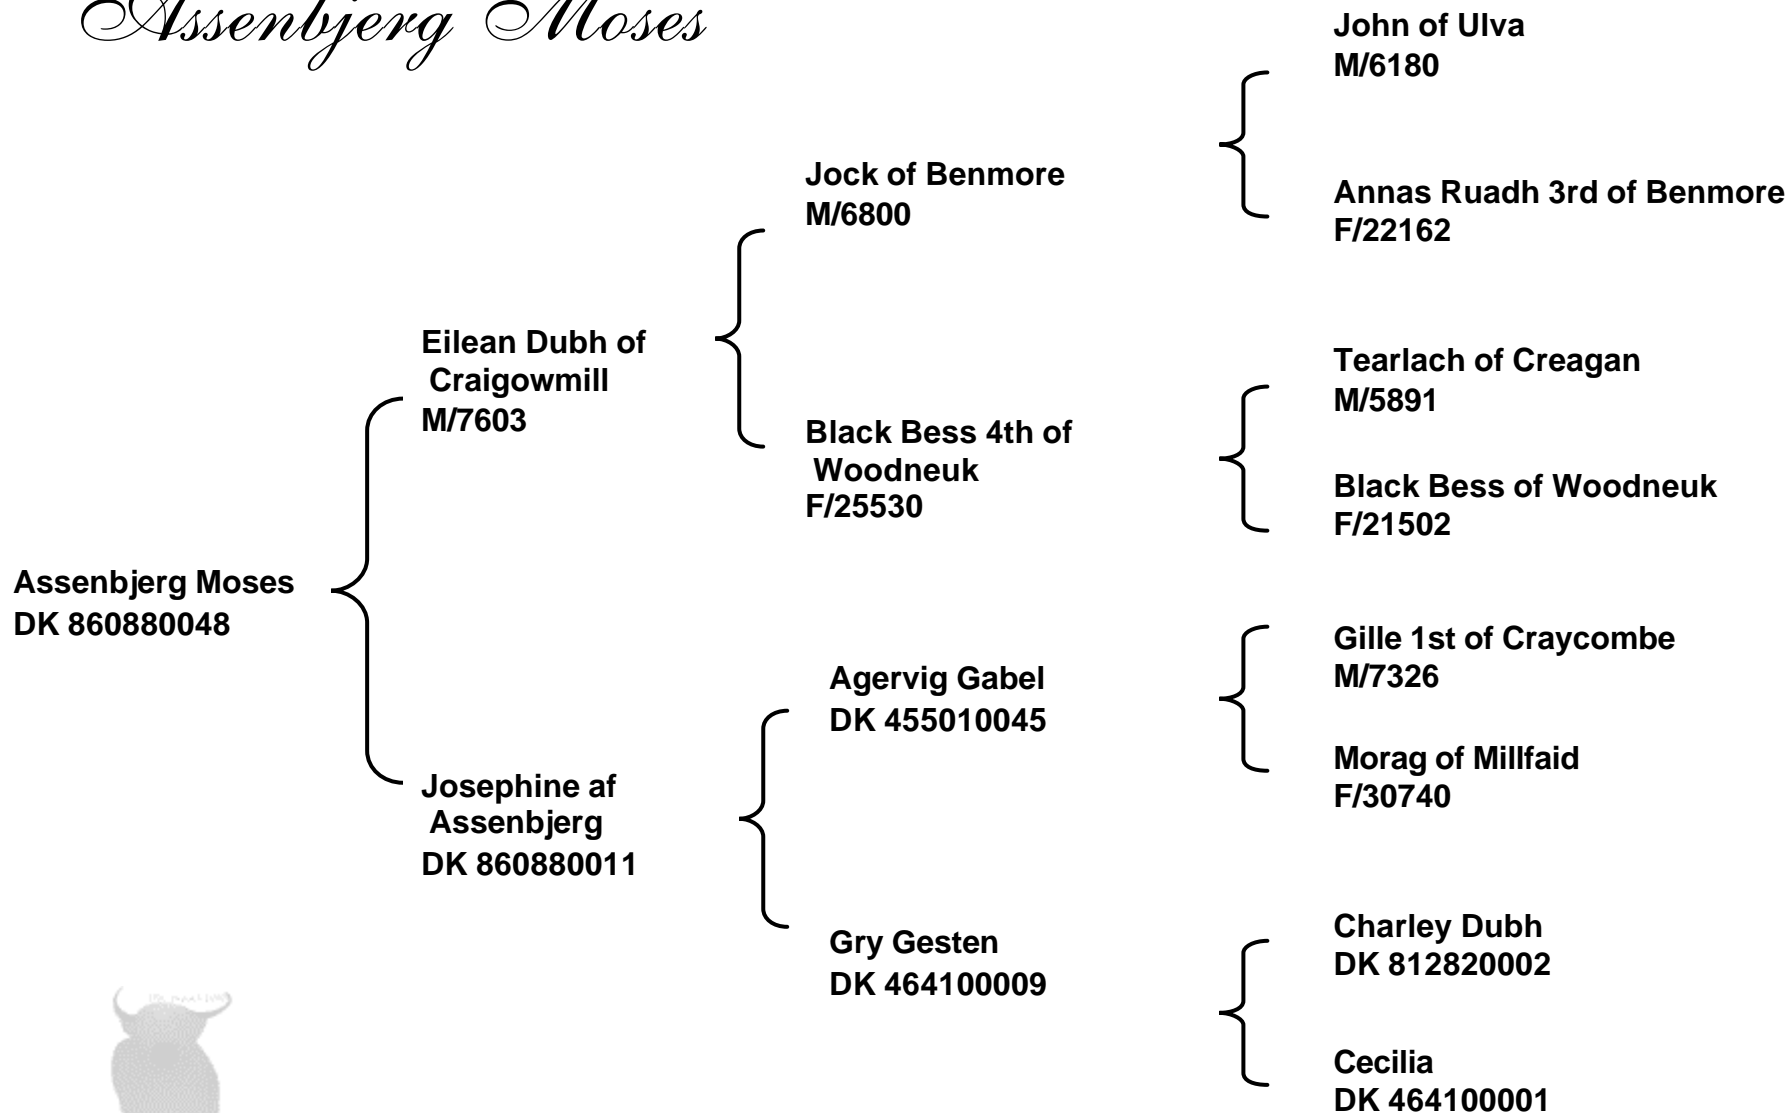 Assenbjerg Moses
John of Ulva
M/6180
Jock of Benmore
M/6800
Annas Ruadh 3rd of Benmore
F/22162
Eilean Dubh of
Craigowmill
M/7603
Tearlach of Creagan
M/5891
Black Bess 4th of
Woodneuk
F/25530
Black Bess of Woodneuk
F/21502
Assenbjerg Moses
DK 860880048
Gille 1st of Craycombe
M/7326
Agervig Gabel
DK 455010045
Morag of Millfaid
F/30740
Josephine af
Assenbjerg
DK 860880011
Charley Dubh
DK 812820002
Gry Gesten
DK 464100009
Cecilia
DK 464100001